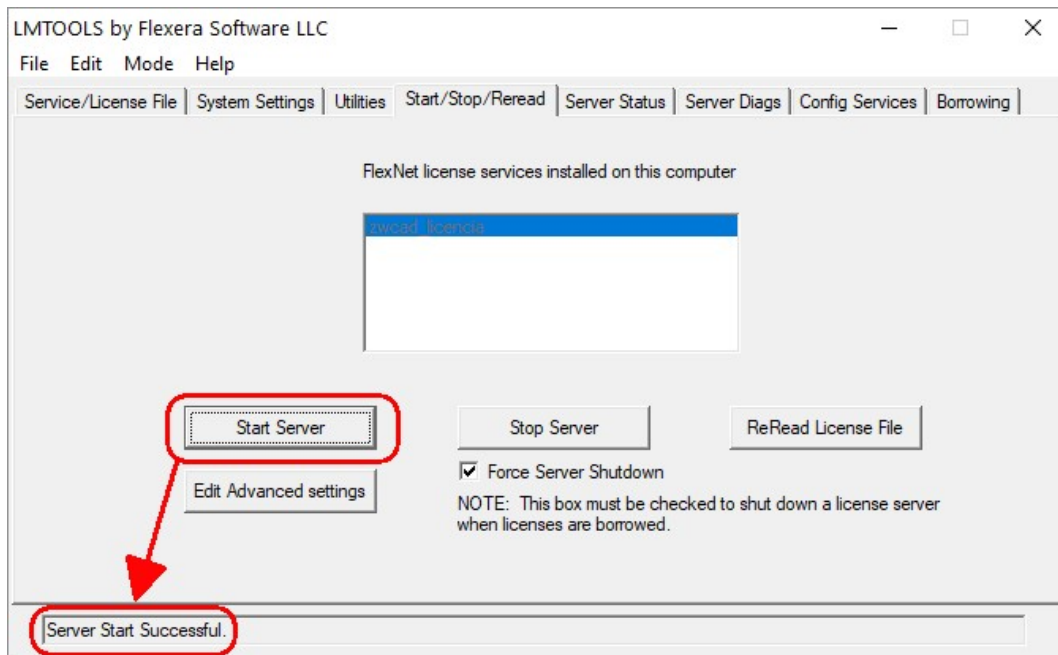 LMTOOLS by Flexera Software LLC
File Edit Mode Help
Service/License File System Settings Utilities Start/Stop/Reread Server Status Server Diags Config Services Borrowing
FlexNet license services installed on this computer
zwcad_licencia
Start Server Stop Server ReRead License File
Force Server Shutdown
Edit Advanced settings
NOTE: This box must be checked to shut down a license server
when licenses are borrowed.
Server Start Successful.